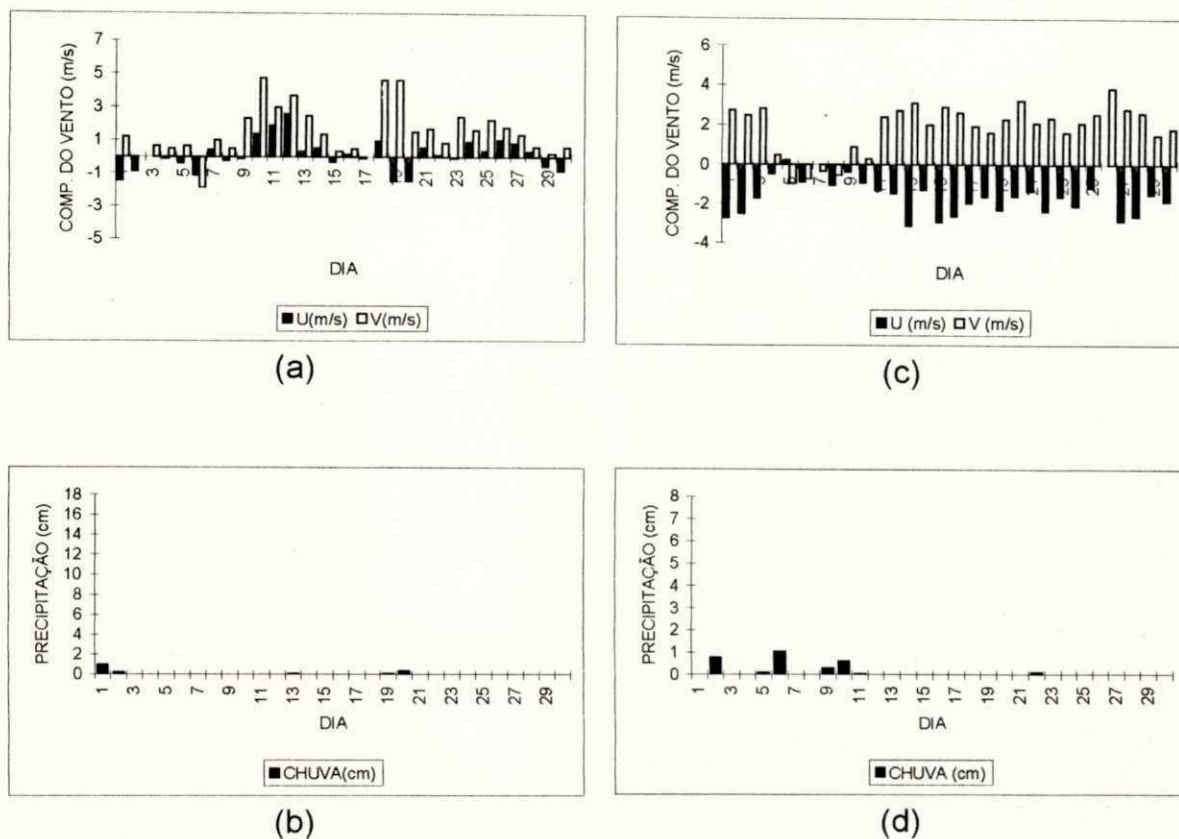 COMP. DO VENTO (m/s)
7
5
3
1
-1
-3
-5
3 5 7 9 11 13 15 17 21 23 25 27 29
DIA
U(m/s) V(m/s)
(a)
COMP. DO VENTO (m/s)
6
4
2
0
-2
-4
7 9
DIA
U (m/s) V (m/s)
(c)
PRECIPITAÇÃO (cm)
18
16
14
12
10
8
6
4
2
0
1 3 5 7 9 11 13 15 17 19 21 23 25 27 29
DIA
CHUVA(cm)
(b)
PRECIPITAÇÃO (cm)
8
7
6
5
4
3
2
1
0
1 3 5 7 9 11 13 15 17 19 21 23 25 27 29
DIA
CHUVA (cm)
(d)